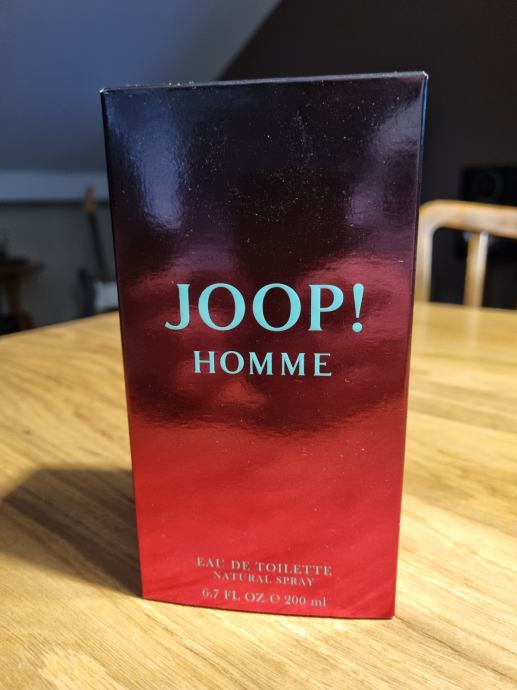 JOOP!
HOMME
EAU DE TOILETTE
NATURAL SPRAY
6.7 FL OZ ℮ 200 ml